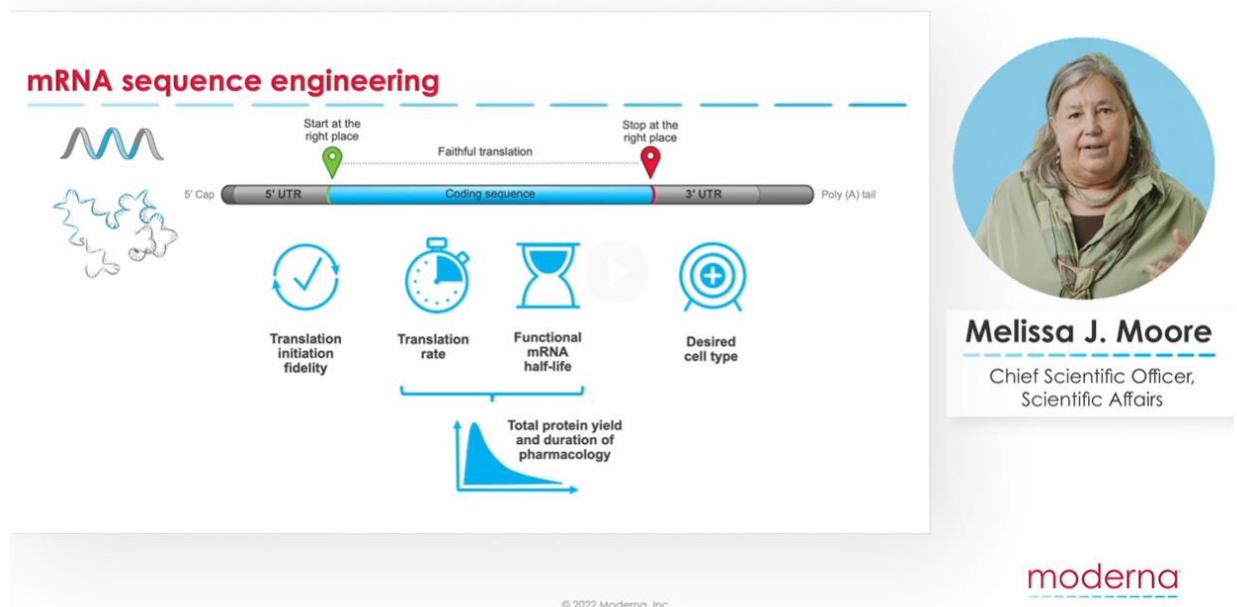 mRNA sequence engineering
Start at the
right place
Stop at the
right place
Faithful translation
5' Cap
5' UTR
Coding sequence
3' UTR
Poly (A) tail
Translation
initiation
fidelity
Translation
rate
Functional
mRNA
half-life
Desired
cell type
Total protein yield
and duration of
pharmacology
Melissa J. Moore
Chief Scientific Officer,
Scientific Affairs
moderna
© 2022 Moderna, Inc